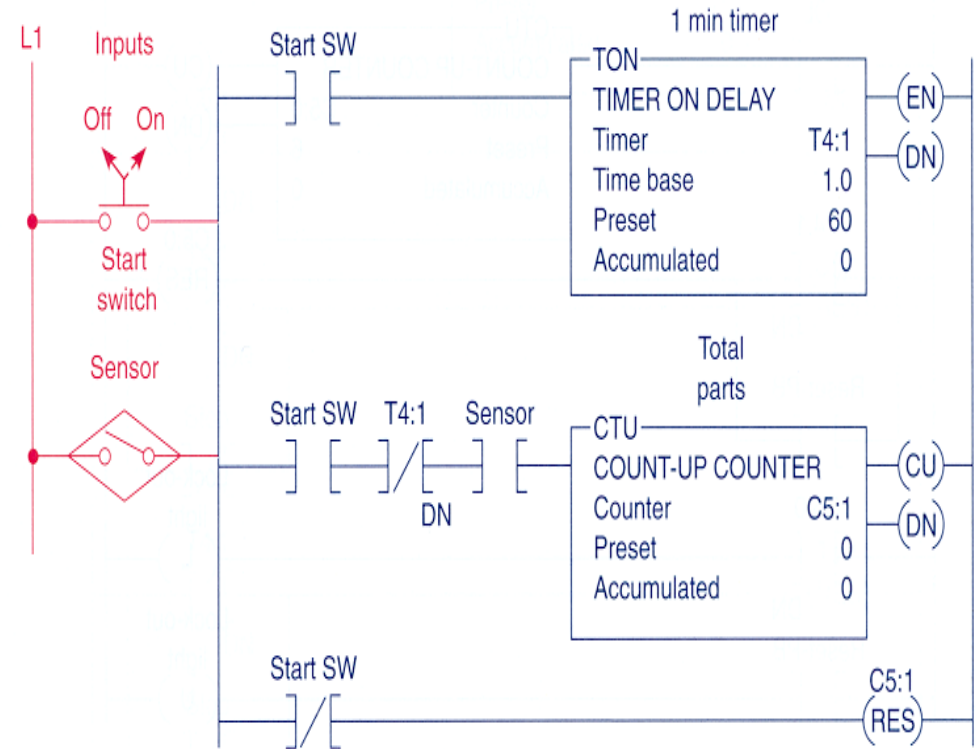 L1
Inputs
Off On
Start
switch
Sensor
1 min timer
Start SW
TON
TIMER ON DELAY
Timer T4:1
Time base 1.0
Preset 60
Accumulated 0
EN
DN
Total
parts
Start SW T4:1 Sensor
DN
CTU
COUNT-UP COUNTER
Counter C5:1
Preset 0
Accumulated 0
CU
DN
Start SW
C5:1
RES